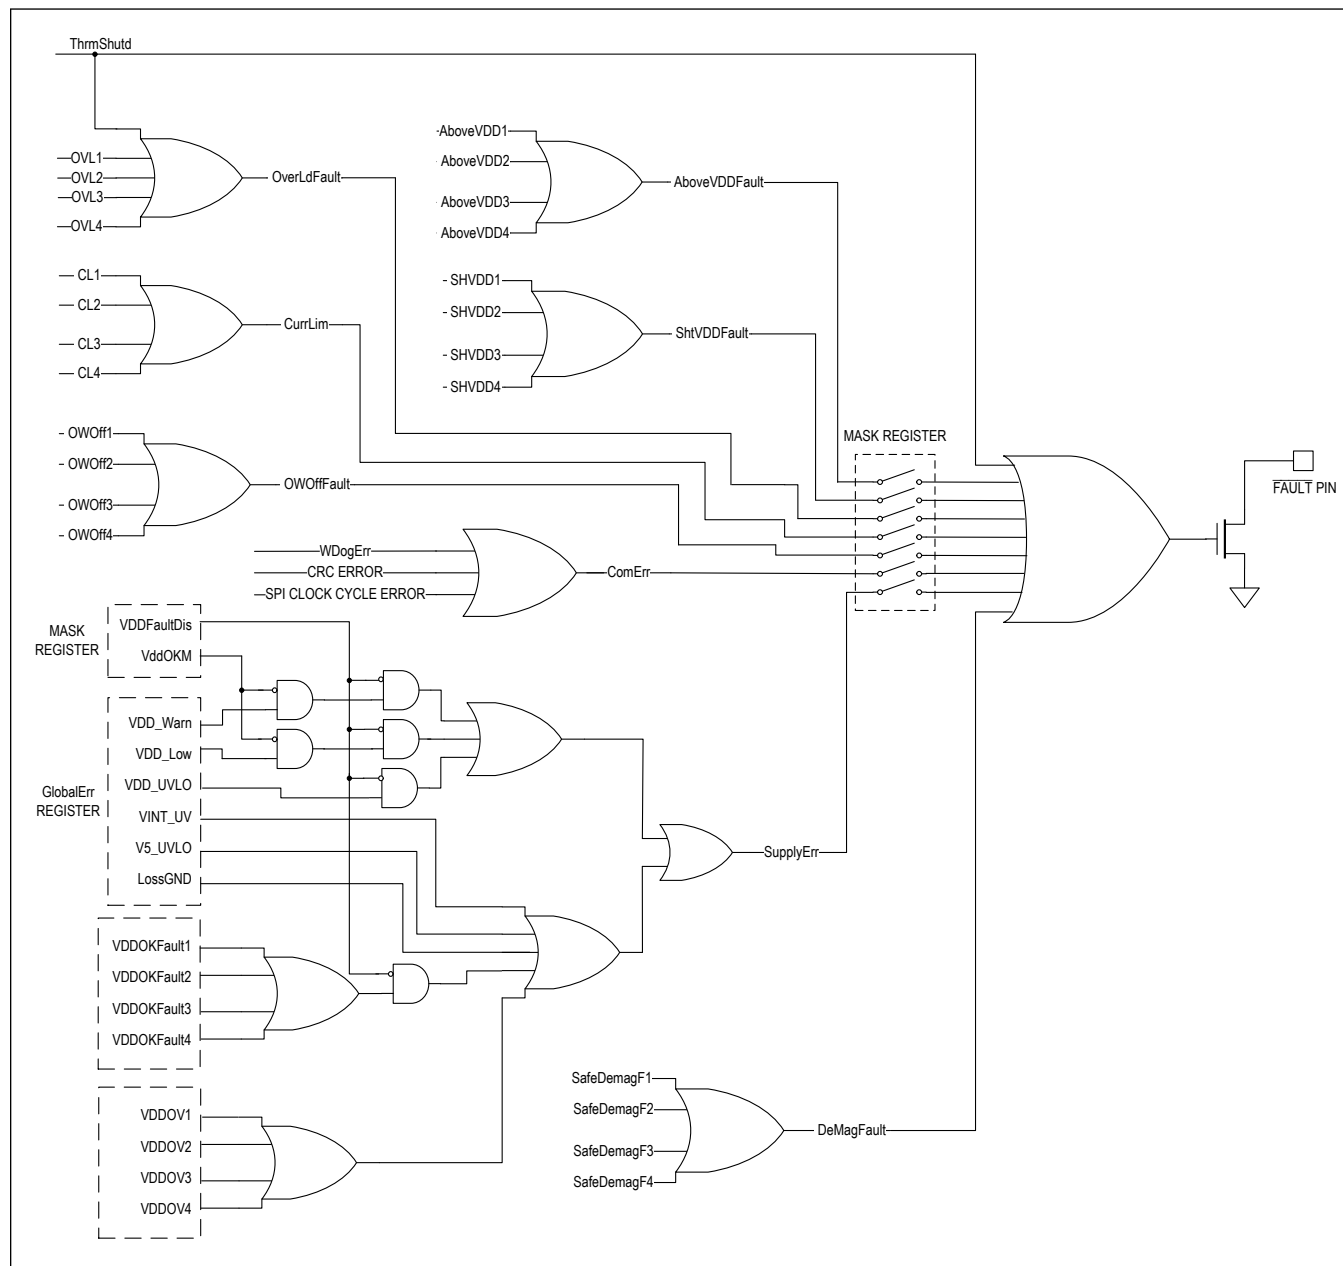 ThrmShutd
OVL1
OVL2
OVL3
OVL4
OverLdFault
AboveVDD1
AboveVDD2
AboveVDD3
AboveVDD4
AboveVDDFault
CL1
CL2
CL3
CL4
CurrLim
SHVDD1
SHVDD2
SHVDD3
SHVDD4
ShtVDDFault
OWOff1
OWOff2
OWOff3
OWOff4
OWOffFault
MASK REGISTER
FAULT PIN
WDogErr
CRC ERROR
SPI CLOCK CYCLE ERROR
ComErr
MASK
REGISTER
VDDFaultDis
VddOKM
GlobalErr
REGISTER
VDD_Warn
VDD_Low
VDD_UVLO
VINT_UV
V5_UVLO
LossGND
SupplyErr
VDDOKFault1
VDDOKFault2
VDDOKFault3
VDDOKFault4
VDDOV1
VDDOV2
VDDOV3
VDDOV4
SafeDemagF1
SafeDemagF2
SafeDemagF3
SafeDemagF4
DeMagFault